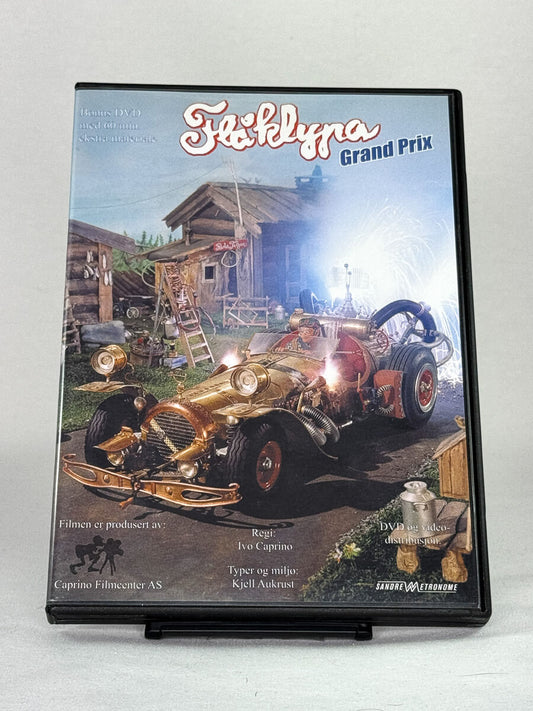 Bonus DVD
med 60 min.
ekstra materiale
Flåklypa
Grand Prix
Filmen er produsert av:
Caprino Filmcenter AS
Regi:
Ivo Caprino
Typer og miljø:
Kjell Aukrust
DVD og video-
distribusjon:
SANDREW METRONOME